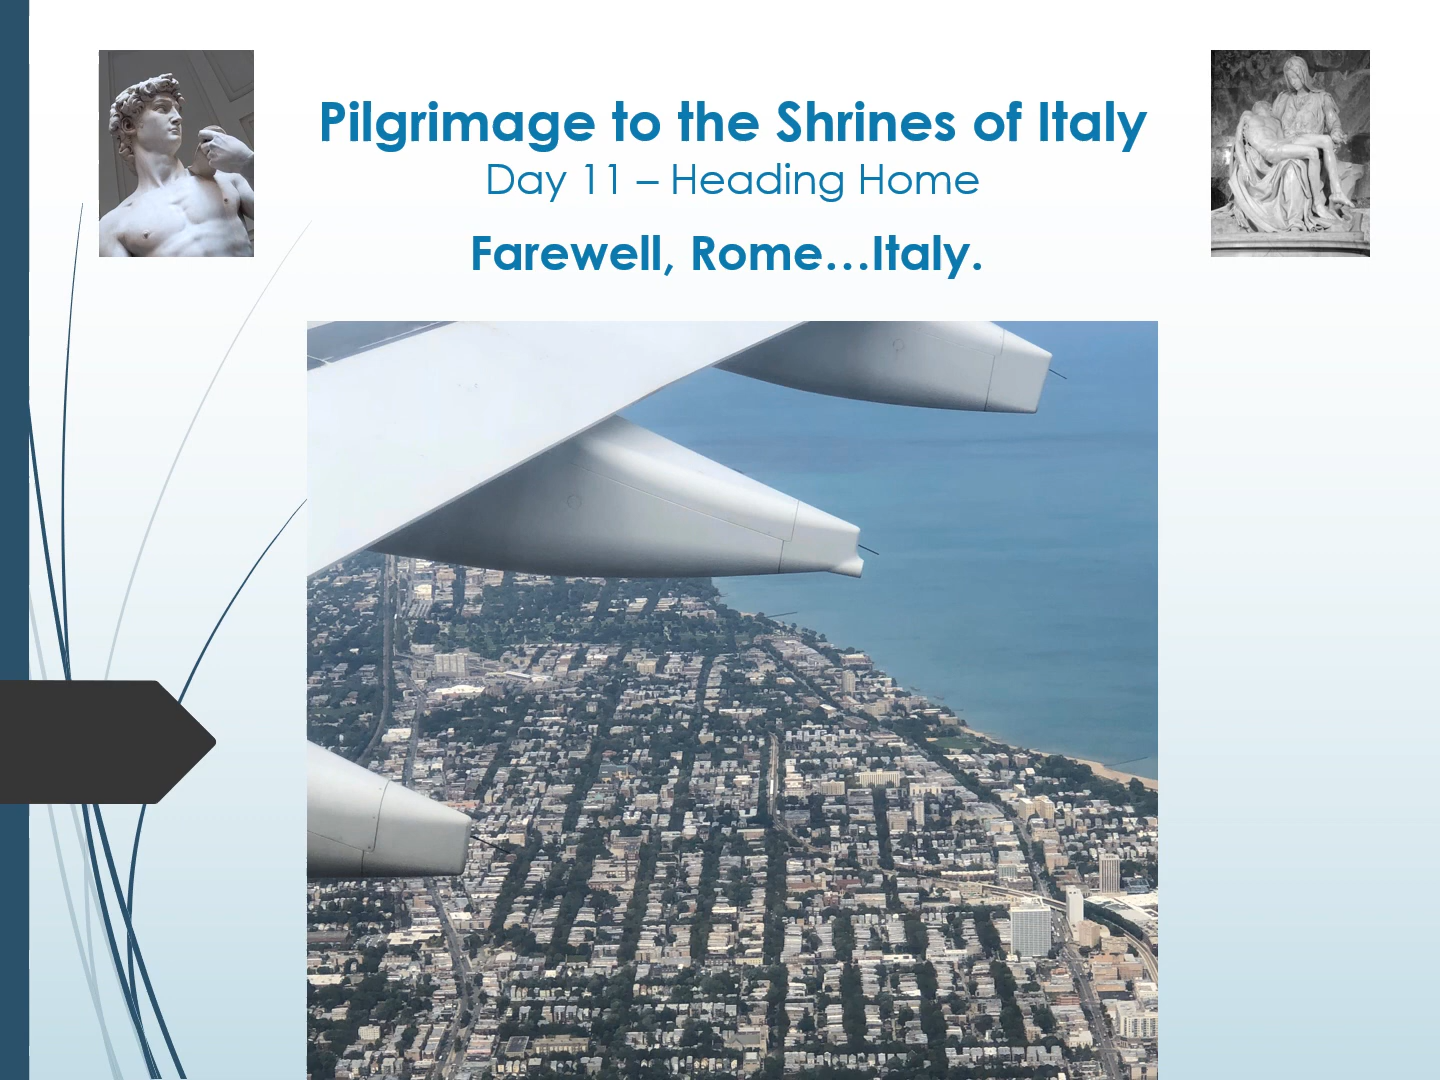 Pilgrimage to the Shrines of Italy
Day 11 – Heading Home
Farewell, Rome…Italy.